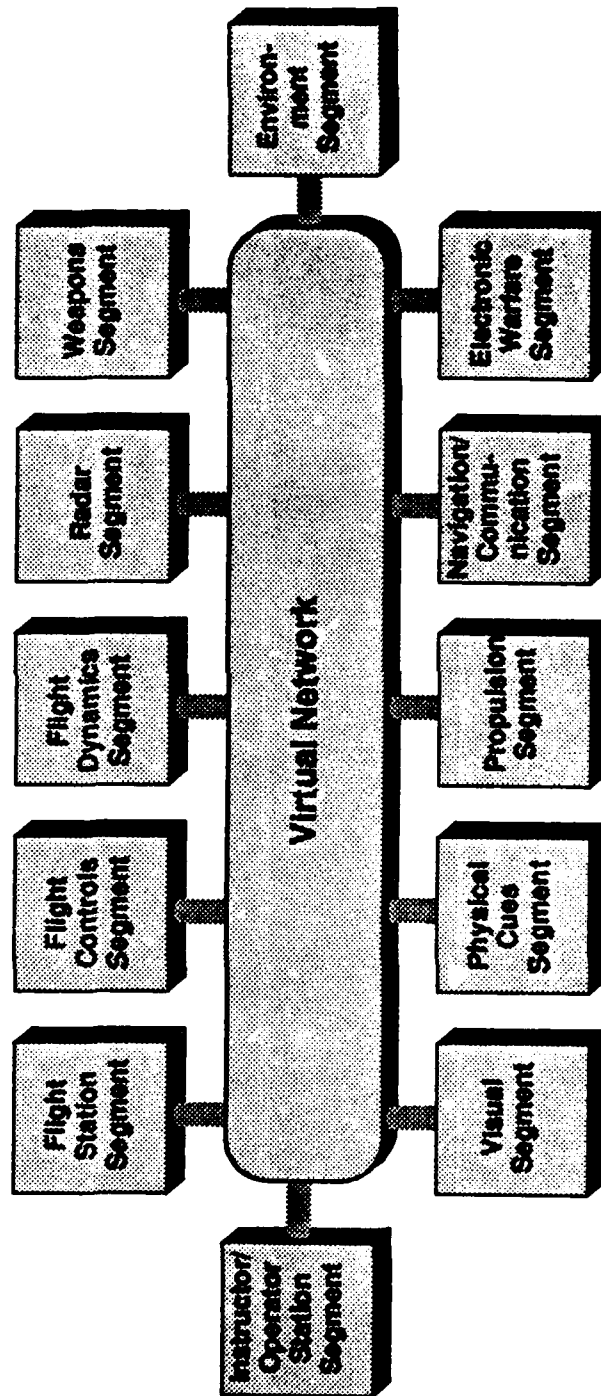 Flight
Station
Segment
Flight
Controls
Segment
Flight
Dynamics
Segment
Radar
Segment
Weapons
Segment
Instructor/
Operator
Station
Segment
Virtual Network
Environ-
ment
Segment
Visual
Segment
Physical
Cues
Segment
Propulsion
Segment
Navigation/
Commu-
nication
Segment
Electronic
Warfare
Segment